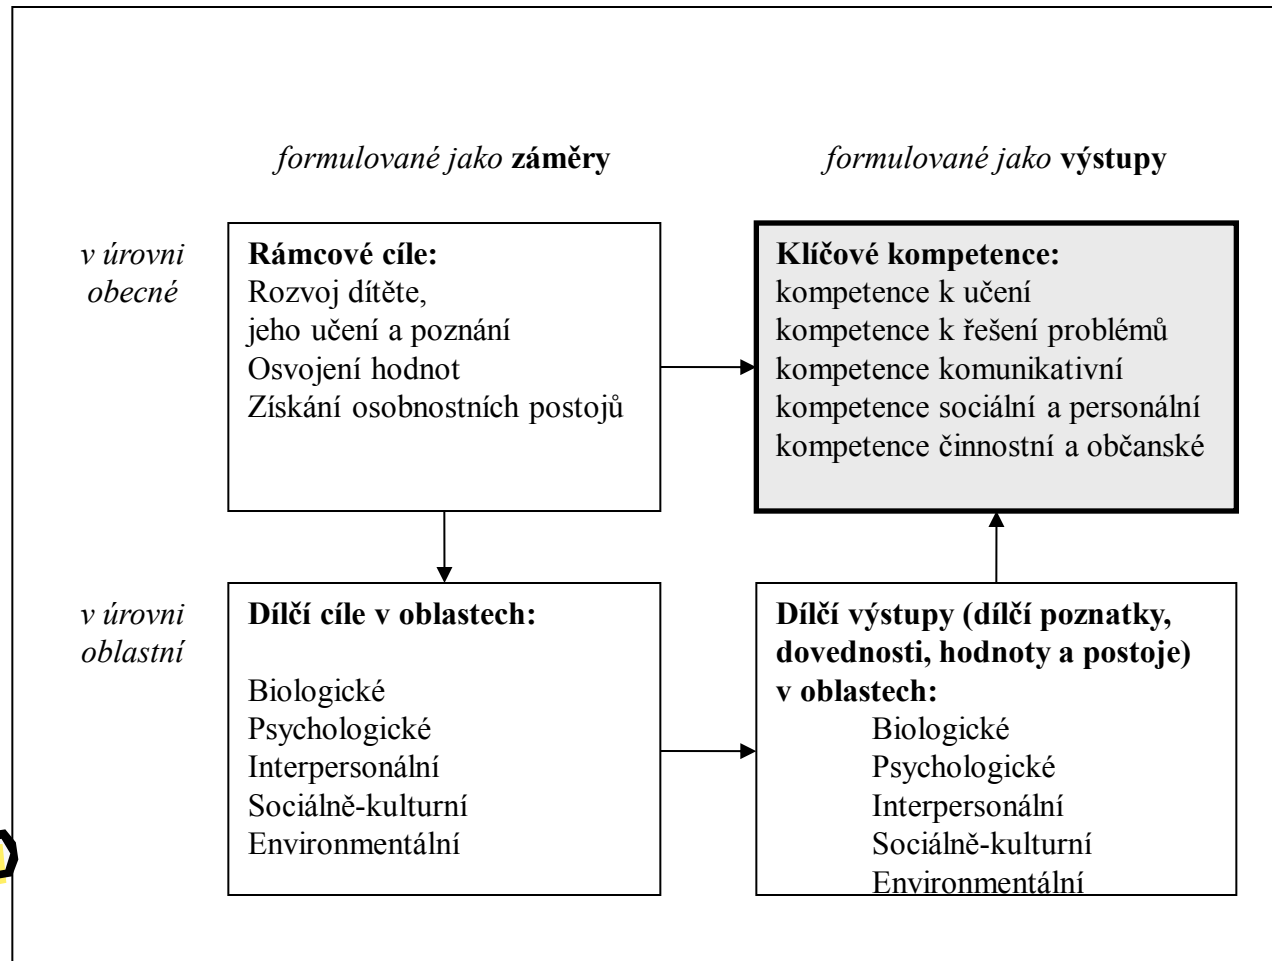 formulované jako záměry
formulované jako výstupy
v úrovni
obecné
Rámcové cíle:
Rozvoj dítěte,
jeho učení a poznání
Osvojení hodnot
Získání osobnostních postojů
Klíčové kompetence:
kompetence k učení
kompetence k řešení problémů
kompetence komunikativní
kompetence sociální a personální
kompetence činnostní a občanské
v úrovni
oblastní
Dílčí cíle v oblastech:
Biologické
Psychologické
Interpersonální
Sociálně-kulturní
Environmentální
Dílčí výstupy (dílčí poznatky,
dovednosti, hodnoty a postoje)
v oblastech:
Biologické
Psychologické
Interpersonální
Sociálně-kulturní
Environmentální